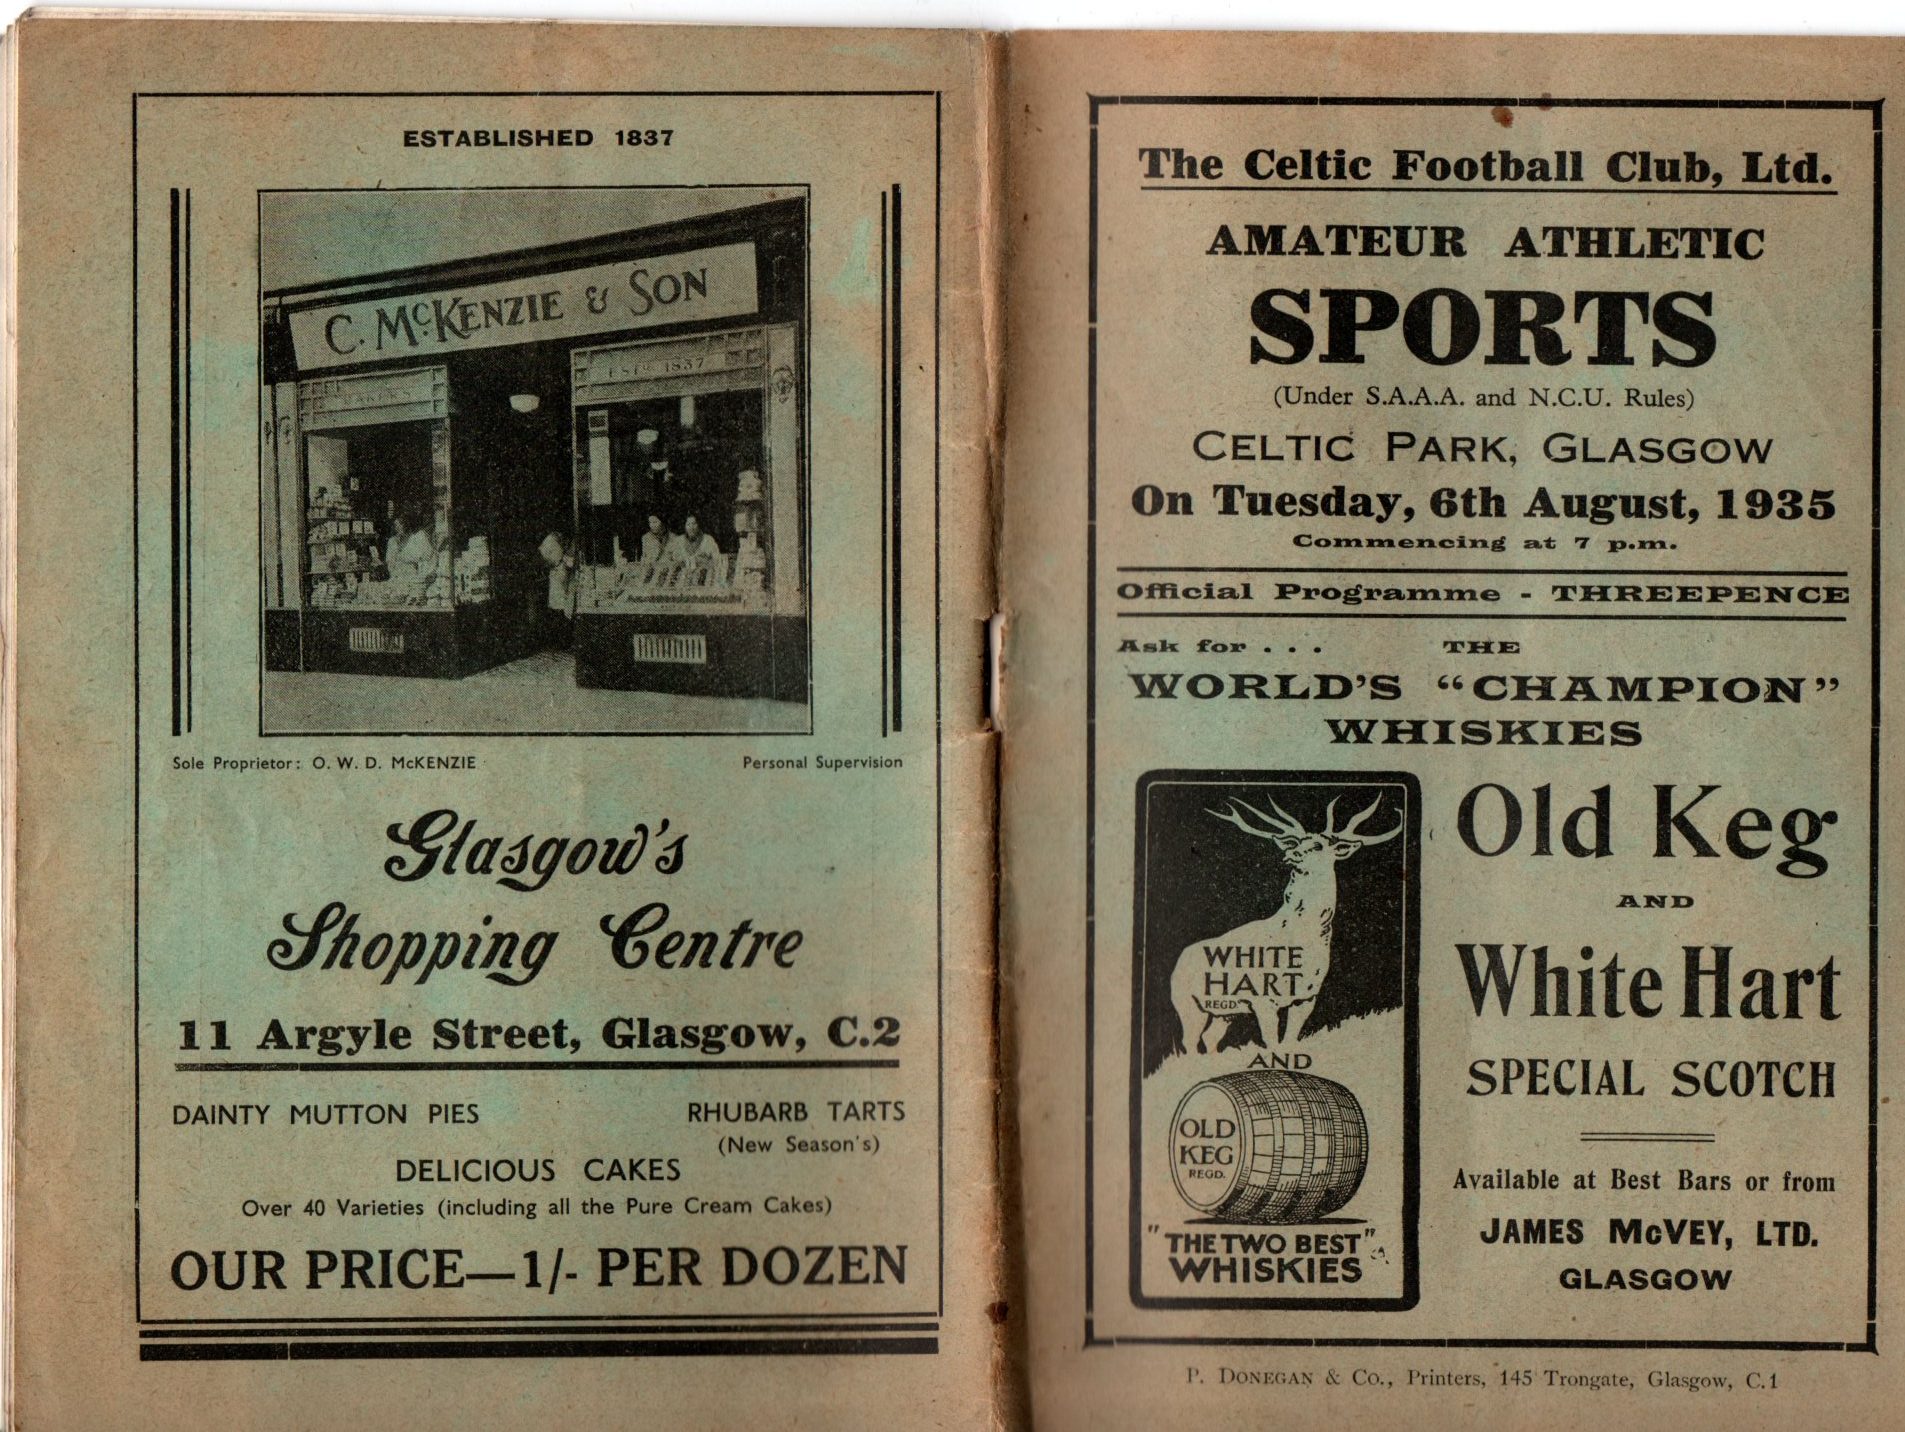 ESTABLISHED 1837
C. McKENZIE & SON
BAKERS
ESTD 1837
Sole Proprietor: O. W. D. McKENZIE
Personal Supervision
Glasgow's
Shopping Centre
11 Argyle Street, Glasgow, C.2
DAINTY MUTTON PIES
RHUBARB TARTS
(New Season's)
DELICIOUS CAKES
Over 40 Varieties (including all the Pure Cream Cakes)
OUR PRICE—1/- PER DOZEN
The Celtic Football Club, Ltd.
AMATEUR ATHLETIC
SPORTS
(Under S.A.A.A. and N.C.U. Rules)
CELTIC PARK, GLASGOW
On Tuesday, 6th August, 1935
Commencing at 7 p.m.
Official Programme - THREEPENCE
Ask for . . . THE
WORLD'S "CHAMPION"
WHISKIES
WHITE
HART
REGD.
AND
OLD
KEG
REGD.
"THE TWO BEST"
WHISKIES
Old Keg
AND
White Hart
SPECIAL SCOTCH
Available at Best Bars or from
JAMES McVEY, LTD.
GLASGOW
P. DONEGAN & Co., Printers, 145 Trongate, Glasgow, C.1